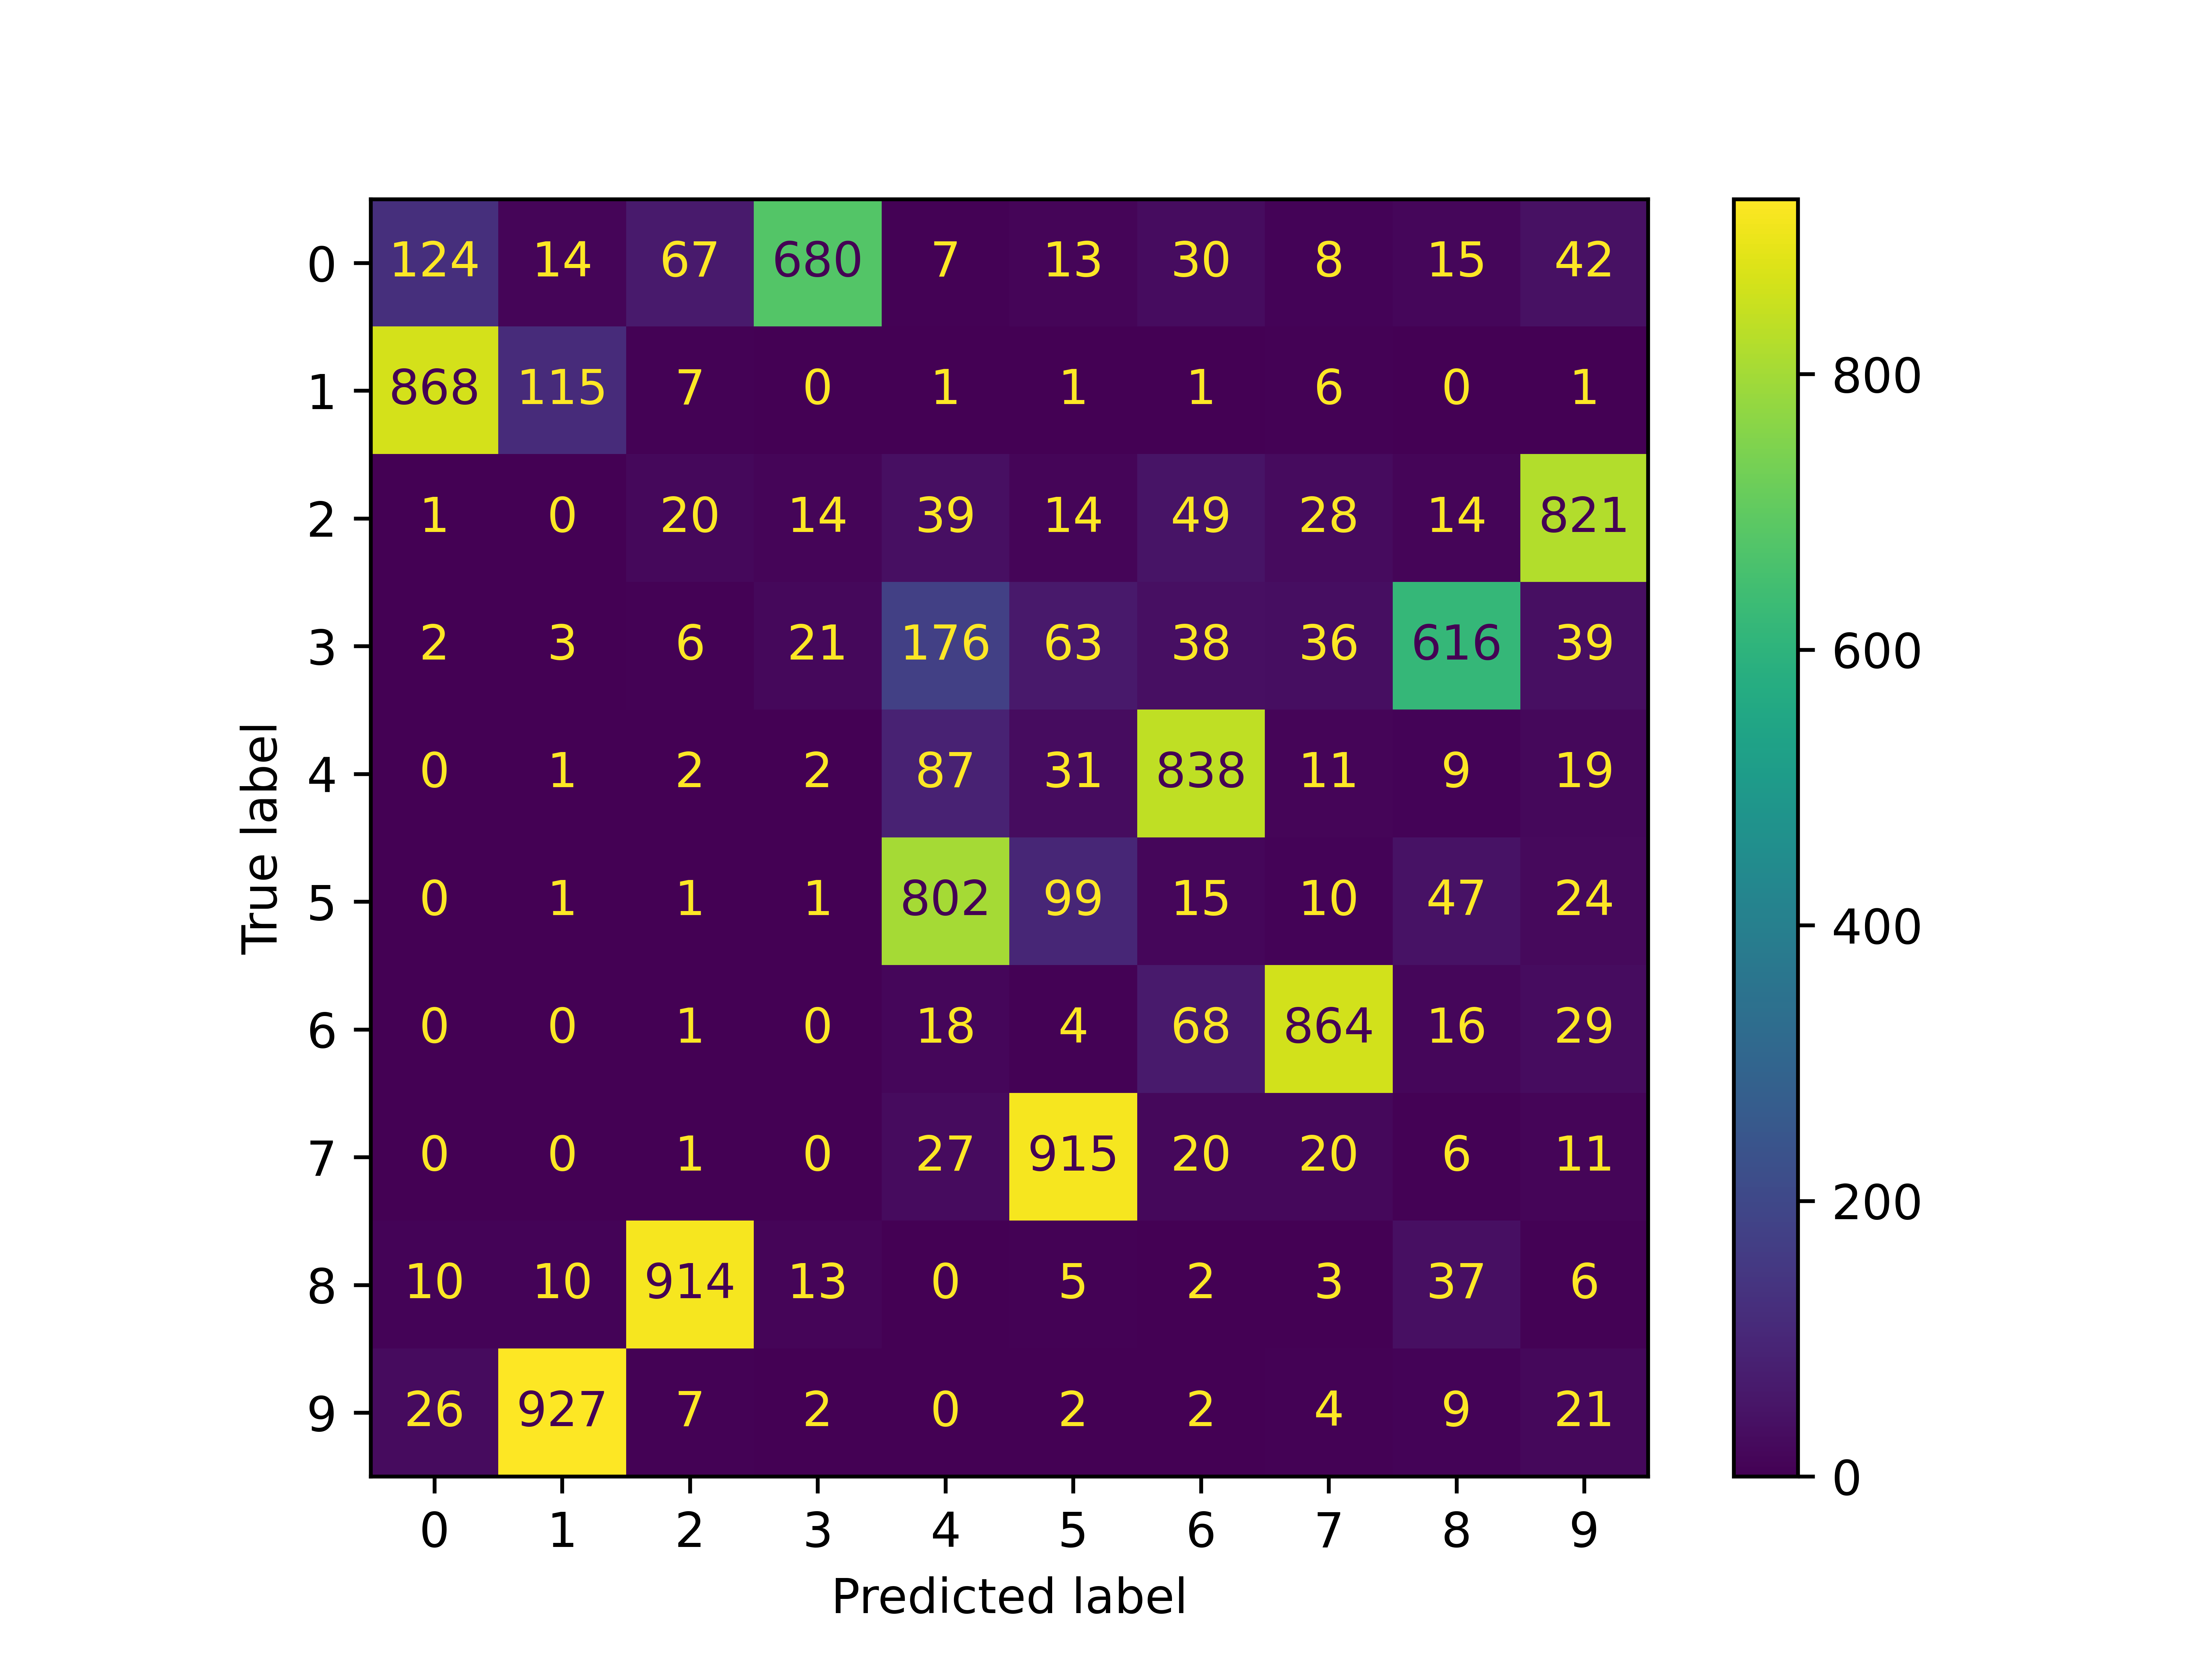 0 124 14 67 680 7 13 30 8 15 42
1 868 115 7 0 1 1 1 6 0 1
2 1 0 20 14 39 14 49 28 14 821
3 2 3 6 21 176 63 38 36 616 39
4 0 1 2 2 87 31 838 11 9 19
5 0 1 1 1 802 99 15 10 47 24
6 0 0 1 0 18 4 68 864 16 29
7 0 0 1 0 27 915 20 20 6 11
8 10 10 914 13 0 5 2 3 37 6
9 26 927 7 2 0 2 2 4 9 21
0 1 2 3 4 5 6 7 8 9
Predicted label
True label
800
600
400
200
0